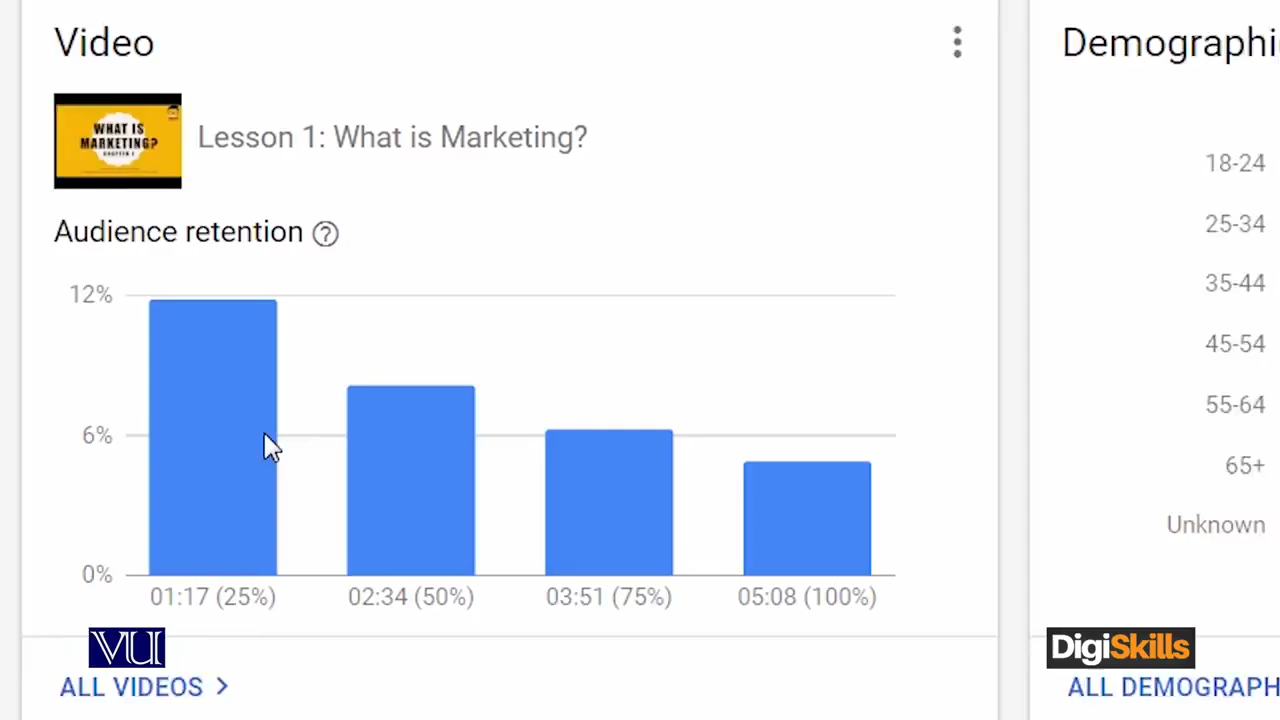 Video
Demographi
WHAT IS
MARKETING?
Lesson 1: What is Marketing?
Audience retention ?
12%
6%
0%
01:17 (25%)
02:34 (50%)
03:51 (75%)
05:08 (100%)
18-24
25-34
35-44
45-54
55-64
65+
Unknown
VU
DigiSkills
ALL VIDEOS
ALL DEMOGRAPH